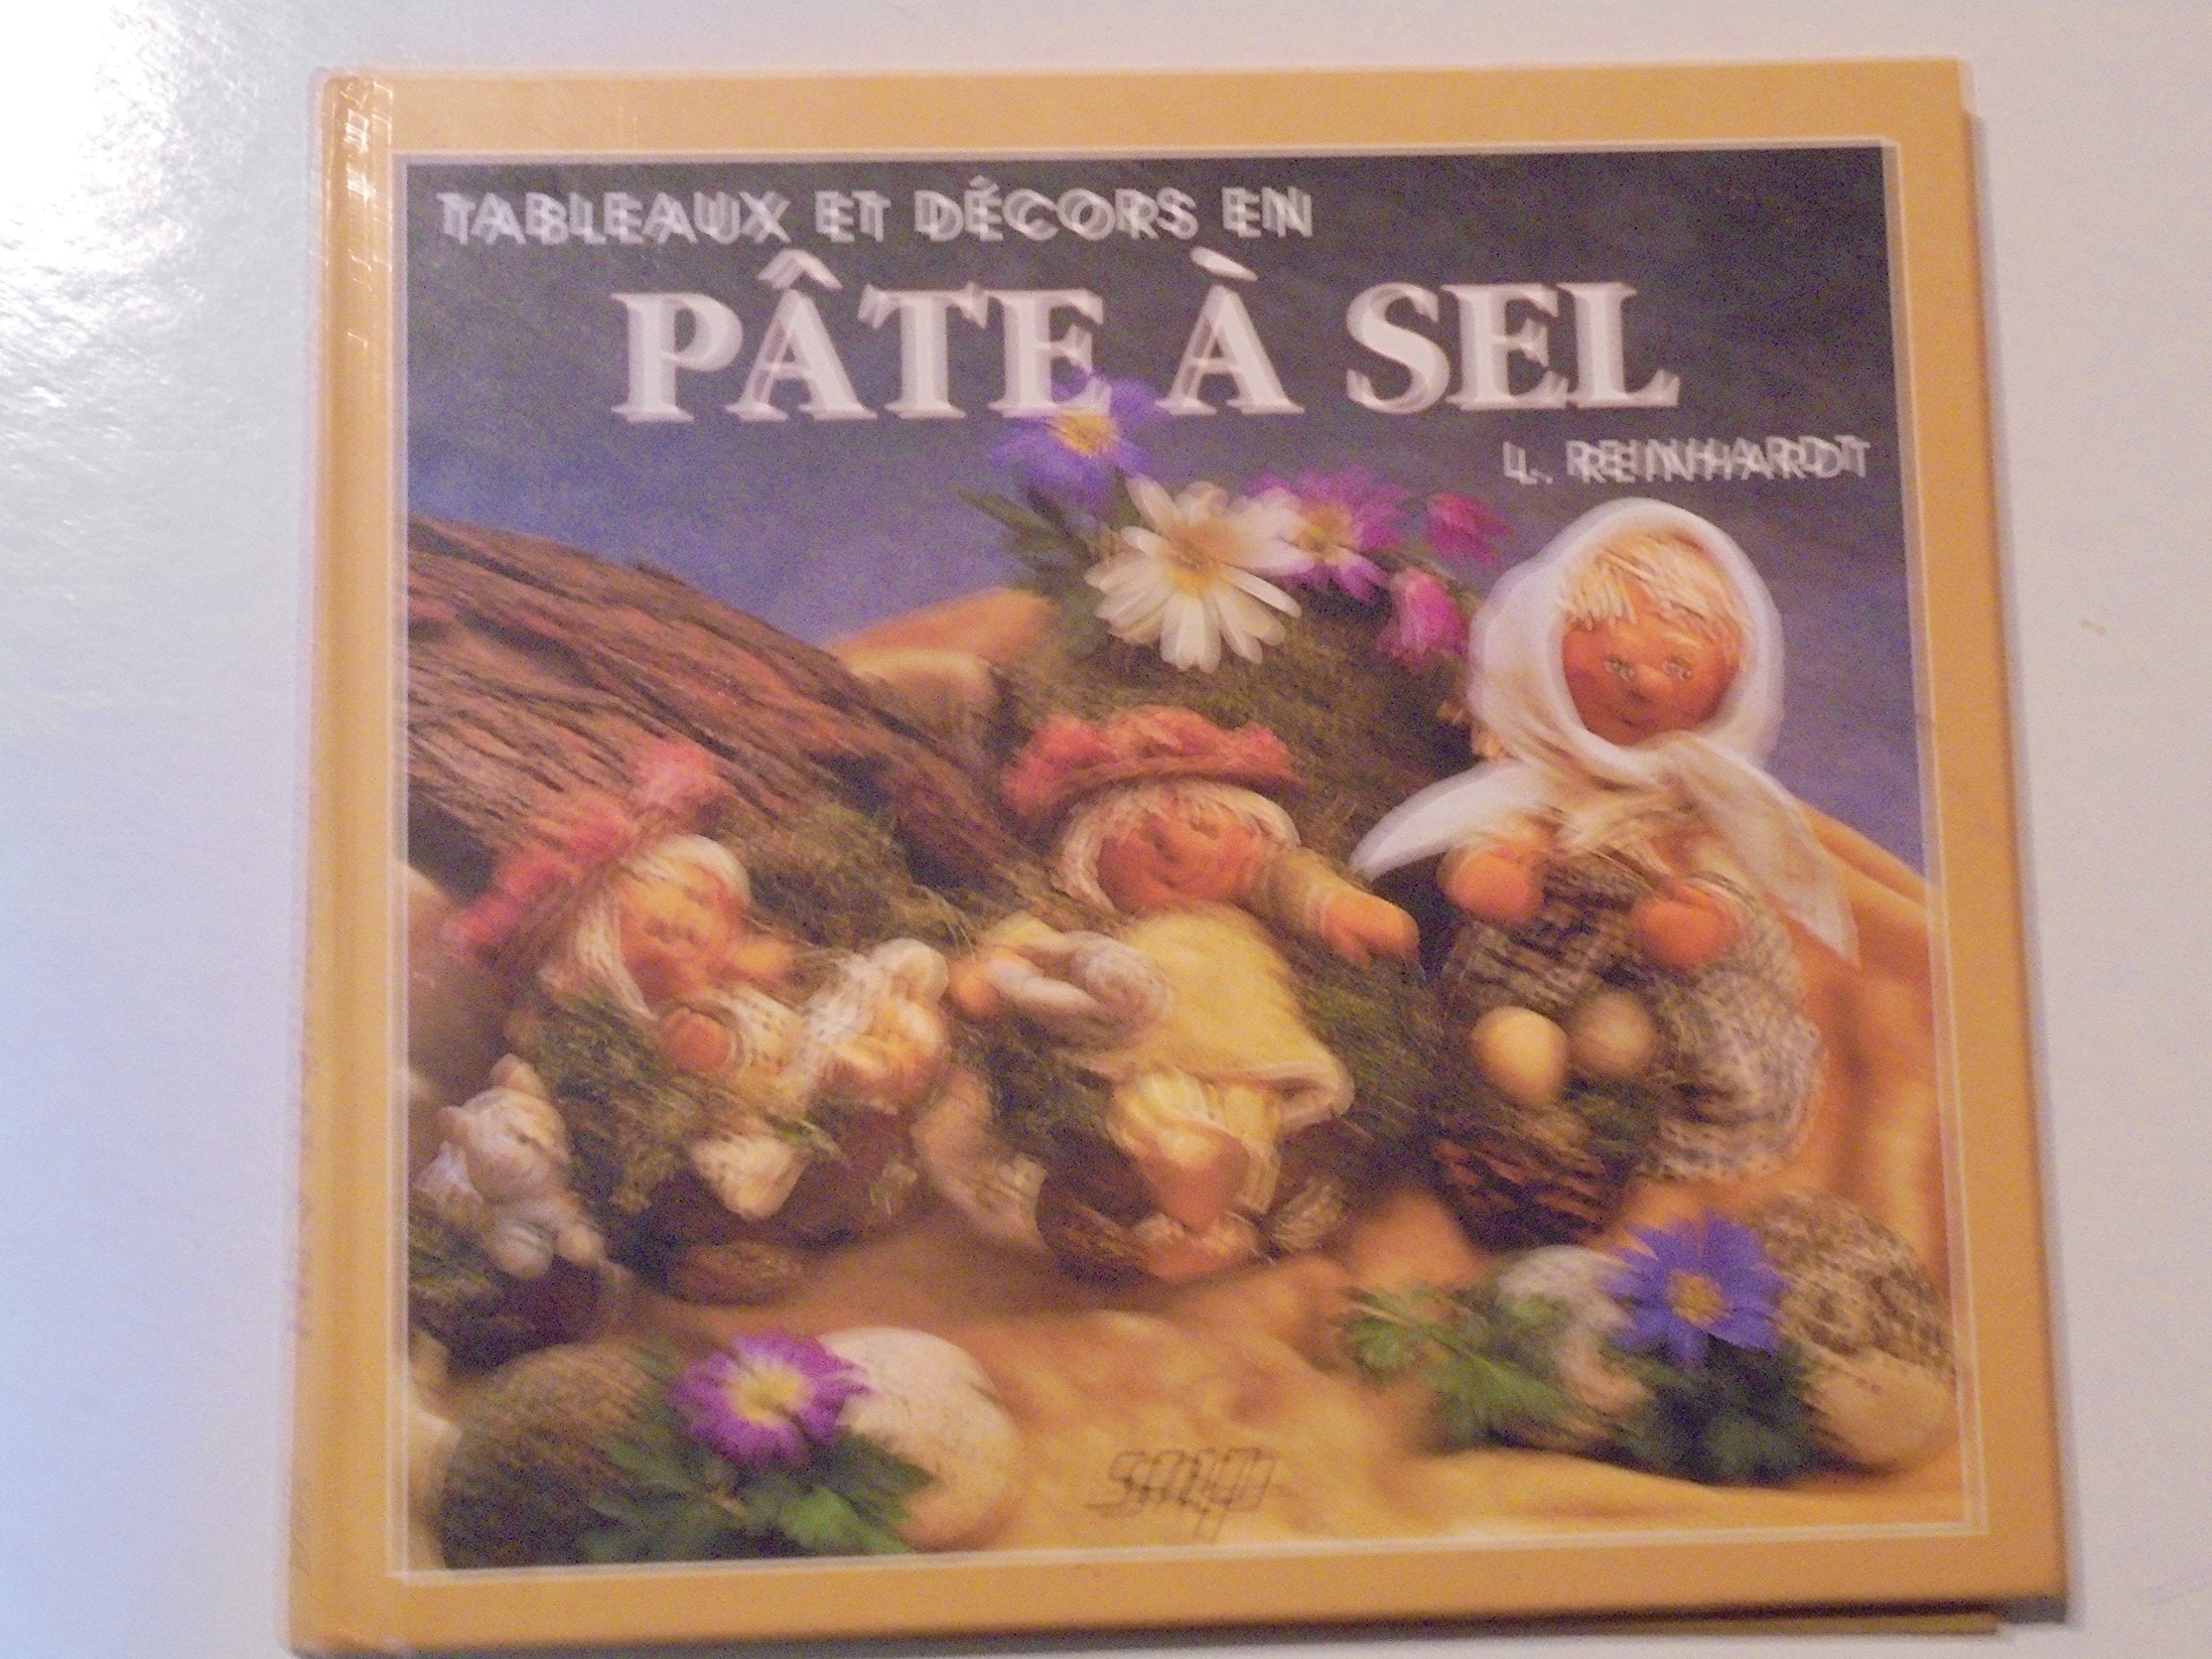 TABLEAUX ET DÉCORS EN
PÂTE À SEL
L. REINHARDT